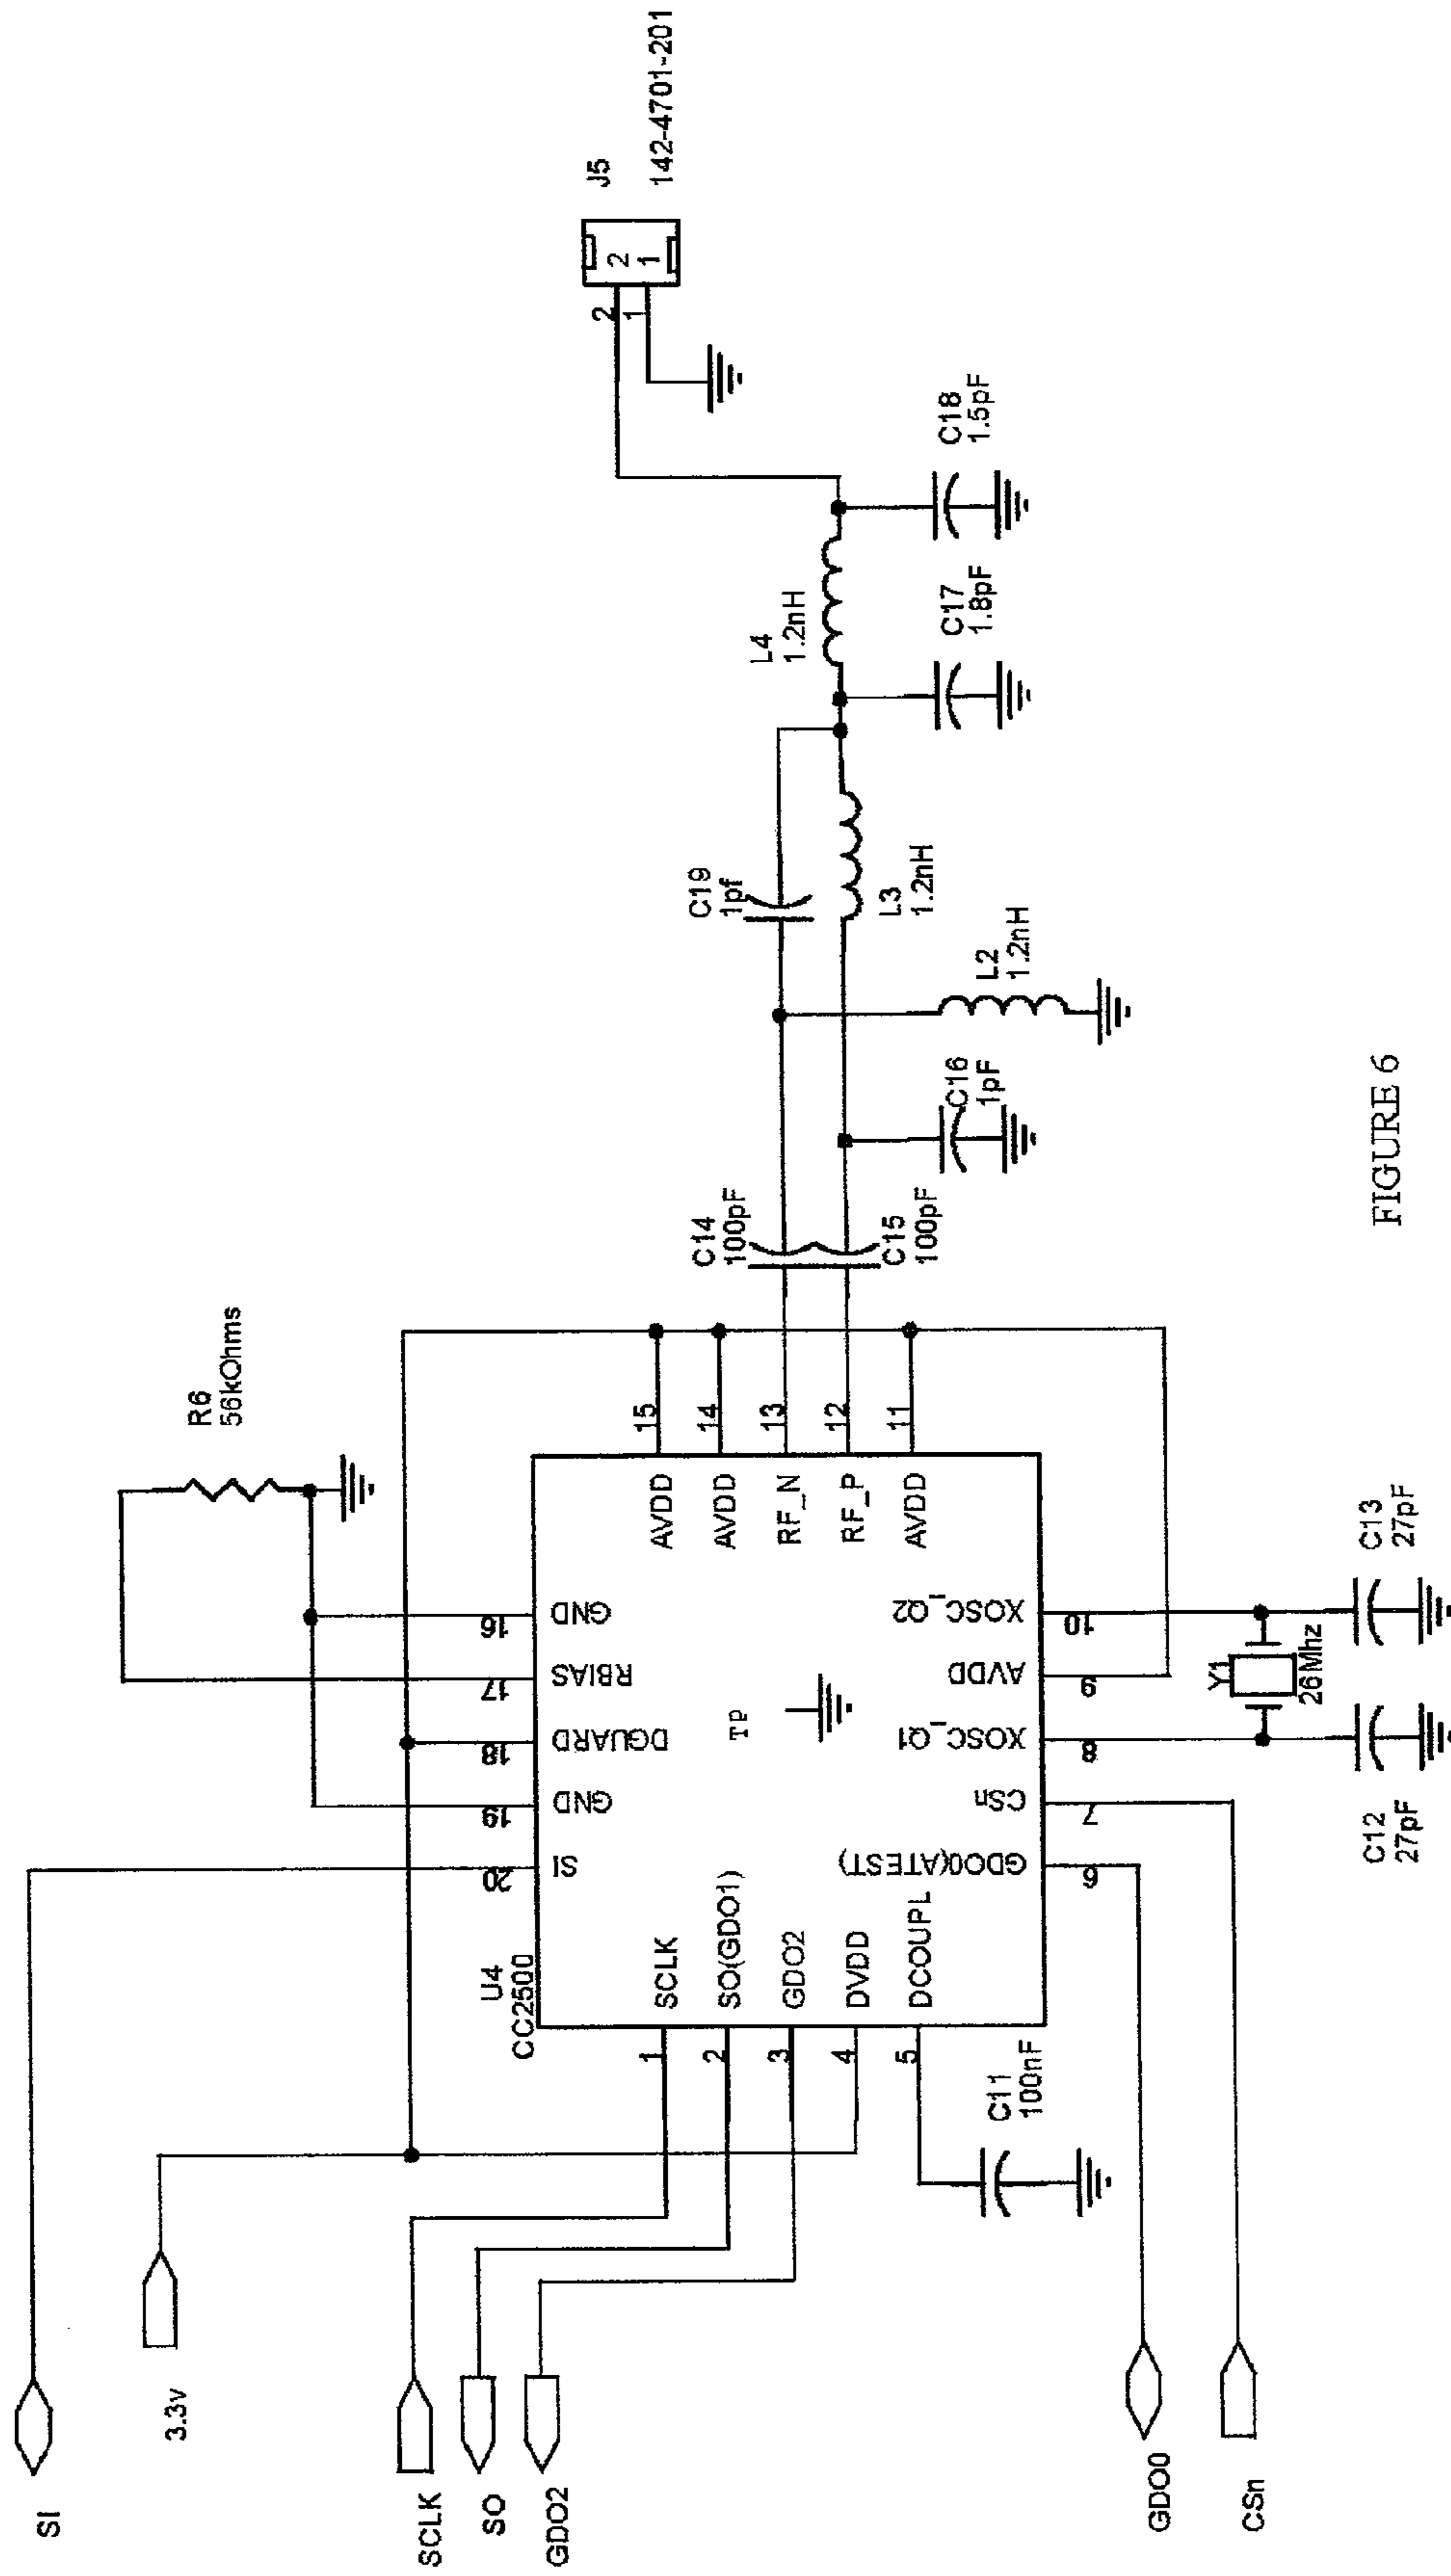 SI
3.3v
SCLK
SO
GDO2
GDO0
CSn
U4
CC2500
1
2
3
4
5
SCLK
SO(GDO1)
GDO2
DVDD
DCOUPL
C11
100nF
20
19
18
17
16
SI
GND
DGUARD
RBIAS
GND
TP
GDO0(ATEST)
CSn
XOSC_Q1
AVDD
XOSC_Q2
6
7
8
9
10
Y1
26Mhz
C12
27pF
C13
27pF
AVDD
AVDD
RF_N
RF_P
AVDD
15
14
13
12
11
R6
56kOhms
C14
100pF
C15
100pF
C16
1pF
L2
1.2nH
C19
1pf
L3
1.2nH
L4
1.2nH
C17
1.8pF
C18
1.5pF
2
1
2
1
J5
142-4701-201
FIGURE 6